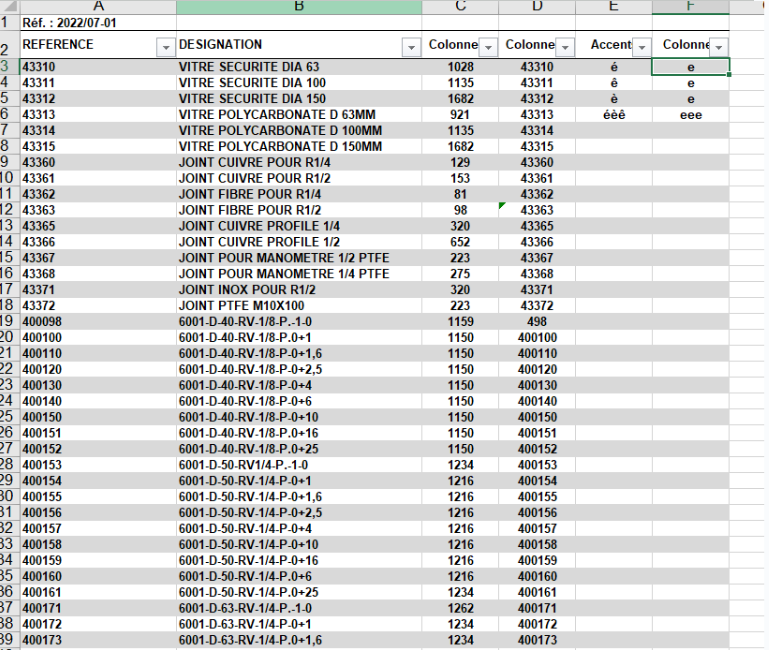 A B C D E F
1 Réf. : 2022/07-01
2 REFERENCE DESIGNATION Colonne Colonne Accent Colonne
3 43310 VITRE SECURITE DIA 63 1028 43310 é e
4 43311 VITRE SECURITE DIA 100 1135 43311 ê e
5 43312 VITRE SECURITE DIA 150 1682 43312 è e
6 43313 VITRE POLYCARBONATE D 63MM 921 43313 éèê eee
7 43314 VITRE POLYCARBONATE D 100MM 1135 43314
8 43315 VITRE POLYCARBONATE D 150MM 1682 43315
9 43360 JOINT CUIVRE POUR R1/4 129 43360
10 43361 JOINT CUIVRE POUR R1/2 153 43361
11 43362 JOINT FIBRE POUR R1/4 81 43362
12 43363 JOINT FIBRE POUR R1/2 98 43363
13 43365 JOINT CUIVRE PROFILE 1/4 320 43365
14 43366 JOINT CUIVRE PROFILE 1/2 652 43366
15 43367 JOINT POUR MANOMETRE 1/2 PTFE 223 43367
16 43368 JOINT POUR MANOMETRE 1/4 PTFE 275 43368
17 43371 JOINT INOX POUR R1/2 320 43371
18 43372 JOINT PTFE M10X100 223 43372
19 400098 6001-D-40-RV-1/8-P.-1-0 1159 498
20 400100 6001-D-40-RV-1/8-P.0+1 1150 400100
21 400110 6001-D-40-RV-1/8-P.0+1,6 1150 400110
22 400120 6001-D-40-RV-1/8-P.0+2,5 1150 400120
23 400130 6001-D-40-RV-1/8-P.0+4 1150 400130
24 400140 6001-D-40-RV-1/8-P.0+6 1150 400140
25 400150 6001-D-40-RV-1/8-P.0+10 1150 400150
26 400151 6001-D-40-RV-1/8-P.0+16 1150 400151
27 400152 6001-D-40-RV-1/8-P.0+25 1150 400152
28 400153 6001-D-50-RV1/4-P.-1-0 1234 400153
29 400154 6001-D-50-RV-1/4-P-0+1 1216 400154
30 400155 6001-D-50-RV-1/4-P-0+1,6 1216 400155
31 400156 6001-D-50-RV-1/4-P-0+2,5 1216 400156
32 400157 6001-D-50-RV-1/4-P-0+4 1216 400157
33 400158 6001-D-50-RV-1/4-P-0+10 1216 400158
34 400159 6001-D-50-RV-1/4-P-0+16 1216 400159
35 400160 6001-D-50-RV-1/4-P.0+6 1216 400160
36 400161 6001-D-50-RV-1/4-P.0+25 1234 400161
37 400171 6001-D-63-RV-1/4-P.-1-0 1262 400171
38 400172 6001-D-63-RV-1/4-P-0+1 1234 400172
39 400173 6001-D-63-RV-1/4-P.0+1,6 1234 400173